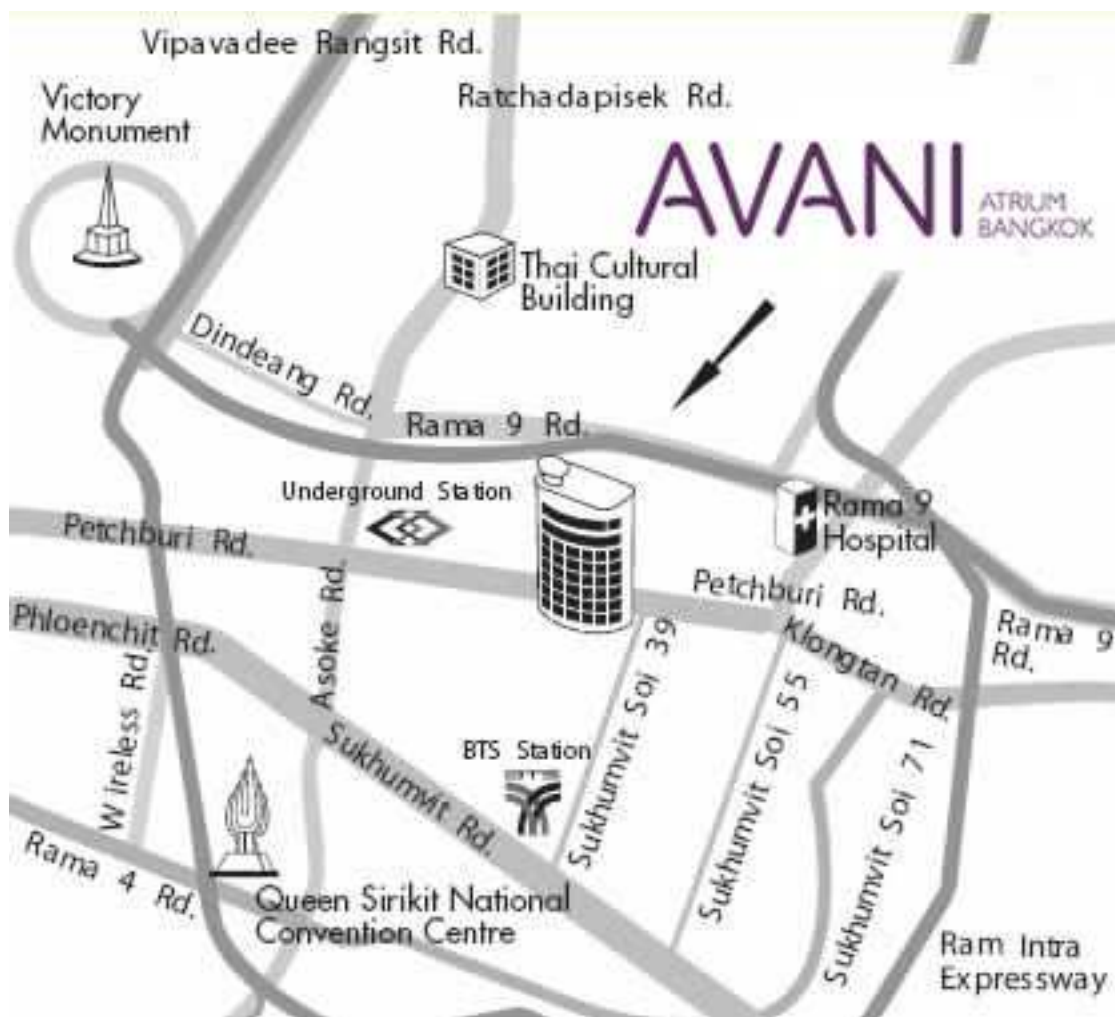 Vipavadee Rangsit Rd.
Victory
Monument
Ratchadapisek Rd.
AVANI
ATRIUM
BANGKOK
Thai Cultural
Building
Dindeang Rd.
Rama 9 Rd.
Underground Station
Rama 9
Hospital
Petchburi Rd.
Petchburi Rd.
Phloenchit Rd.
Klongtan Rd.
Rama 9
Rd.
Wireless Rd.
Asoke Rd.
Sukhumvit Soi 39
Sukhumvit Soi 55
Sukhumvit Soi 71
Sukhumvit Rd.
BTS Station
Rama 4 Rd.
Queen Sirikit National
Convention Centre
Ram Intra
Expressway